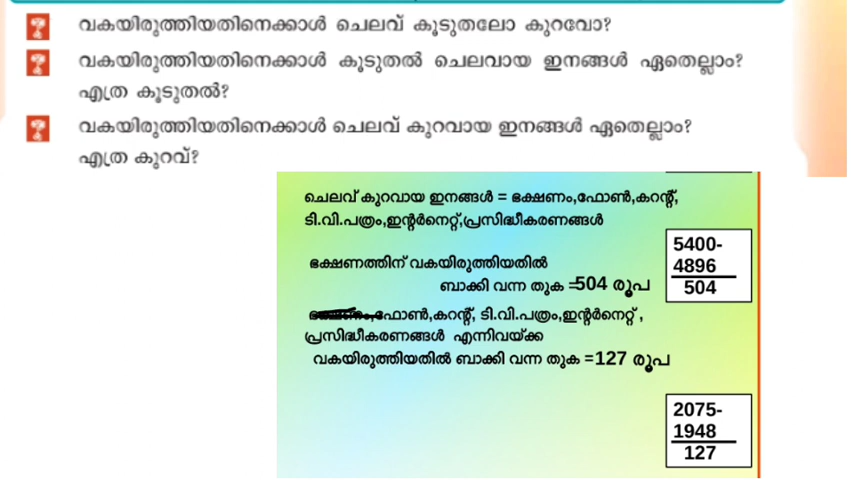 വകയിരുത്തിയതിനെക്കാൾ ചെലവ് കൂടുതലോ കുറവോ?
വകയിരുത്തിയതിനെക്കാൾ കൂടുതൽ ചെലവായ ഇനങ്ങൾ ഏതെല്ലാം?
എത്ര കൂടുതൽ?
വകയിരുത്തിയതിനെക്കാൾ ചെലവ് കുറവായ ഇനങ്ങൾ ഏതെല്ലാം?
എത്ര കുറവ്?
ചെലവ് കുറവായ ഇനങ്ങൾ = ഭക്ഷണം,ഫോൺ,കറന്റ്,
ടി.വി.പത്രം,ഇന്റർനെറ്റ്,പ്രസിദ്ധീകരണങ്ങൾ
ഭക്ഷണത്തിന് വകയിരുത്തിയതിൽ
ബാക്കി വന്ന തുക =504 രൂപ
5400-
4896
504
ഫോൺ,കറന്റ്, ടി.വി.പത്രം,ഇന്റർനെറ്റ് ,
പ്രസിദ്ധീകരണങ്ങൾ എന്നിവയ്ക്ക
വകയിരുത്തിയതിൽ ബാക്കി വന്ന തുക =127 രൂപ
2075-
1948
127